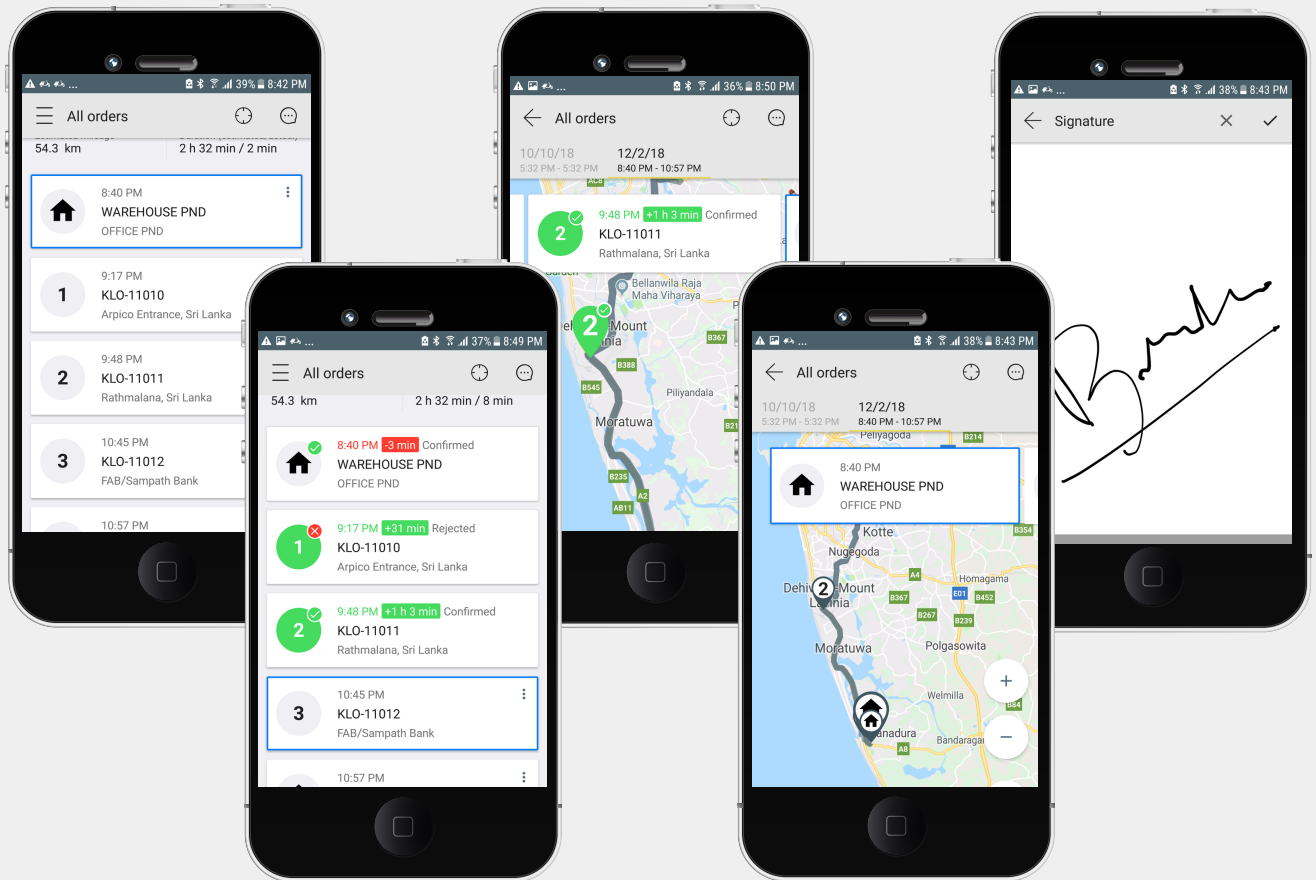 39% 8:42 PM
All orders
54.3 km
2 h 32 min / 2 min
8:40 PM
WAREHOUSE PND
OFFICE PND
1
9:17 PM
KLO-11010
Arpico Entrance, Sri Lanka
2
9:48 PM
KLO-11011
Rathmalana, Sri Lanka
3
10:45 PM
KLO-11012
FAB/Sampath Bank
10:57 PM
... 37% 8:49 PM
All orders
54.3 km
2 h 32 min / 8 min
8:40 PM -3 min Confirmed
WAREHOUSE PND
OFFICE PND
1
9:17 PM +31 min Rejected
KLO-11010
Arpico Entrance, Sri Lanka
2
9:48 PM +1 h 3 min Confirmed
KLO-11011
Rathmalana, Sri Lanka
3
10:45 PM
KLO-11012
FAB/Sampath Bank
10:57 PM
... 36% 8:50 PM
All orders
10/10/18 12/2/18
5:32 PM - 5:32 PM 8:40 PM - 10:57 PM
2
9:48 PM +1 h 3 min Confirmed
KLO-11011
Rathmalana, Sri Lanka
Bellanwila Raja
Maha Viharaya
2
Mount
B367
B388
B545
Piliyandala
Moratuwa
B21
B235
A2
AB11
... 38% 8:43 PM
All orders
10/10/18 12/2/18
5:32 PM - 5:32 PM 8:40 PM - 10:57 PM
Peliyagoda
B214
8:40 PM
WAREHOUSE PND
OFFICE PND
Kotte
B354
Nugegoda
A4
Homagama
2
Mount
B367
E01
B452
B267
B239
Moratuwa
Polgasowita
Welmilla
+
B84
anadura
Bandaragar
−
A8
... 38% 8:43 PM
Signature